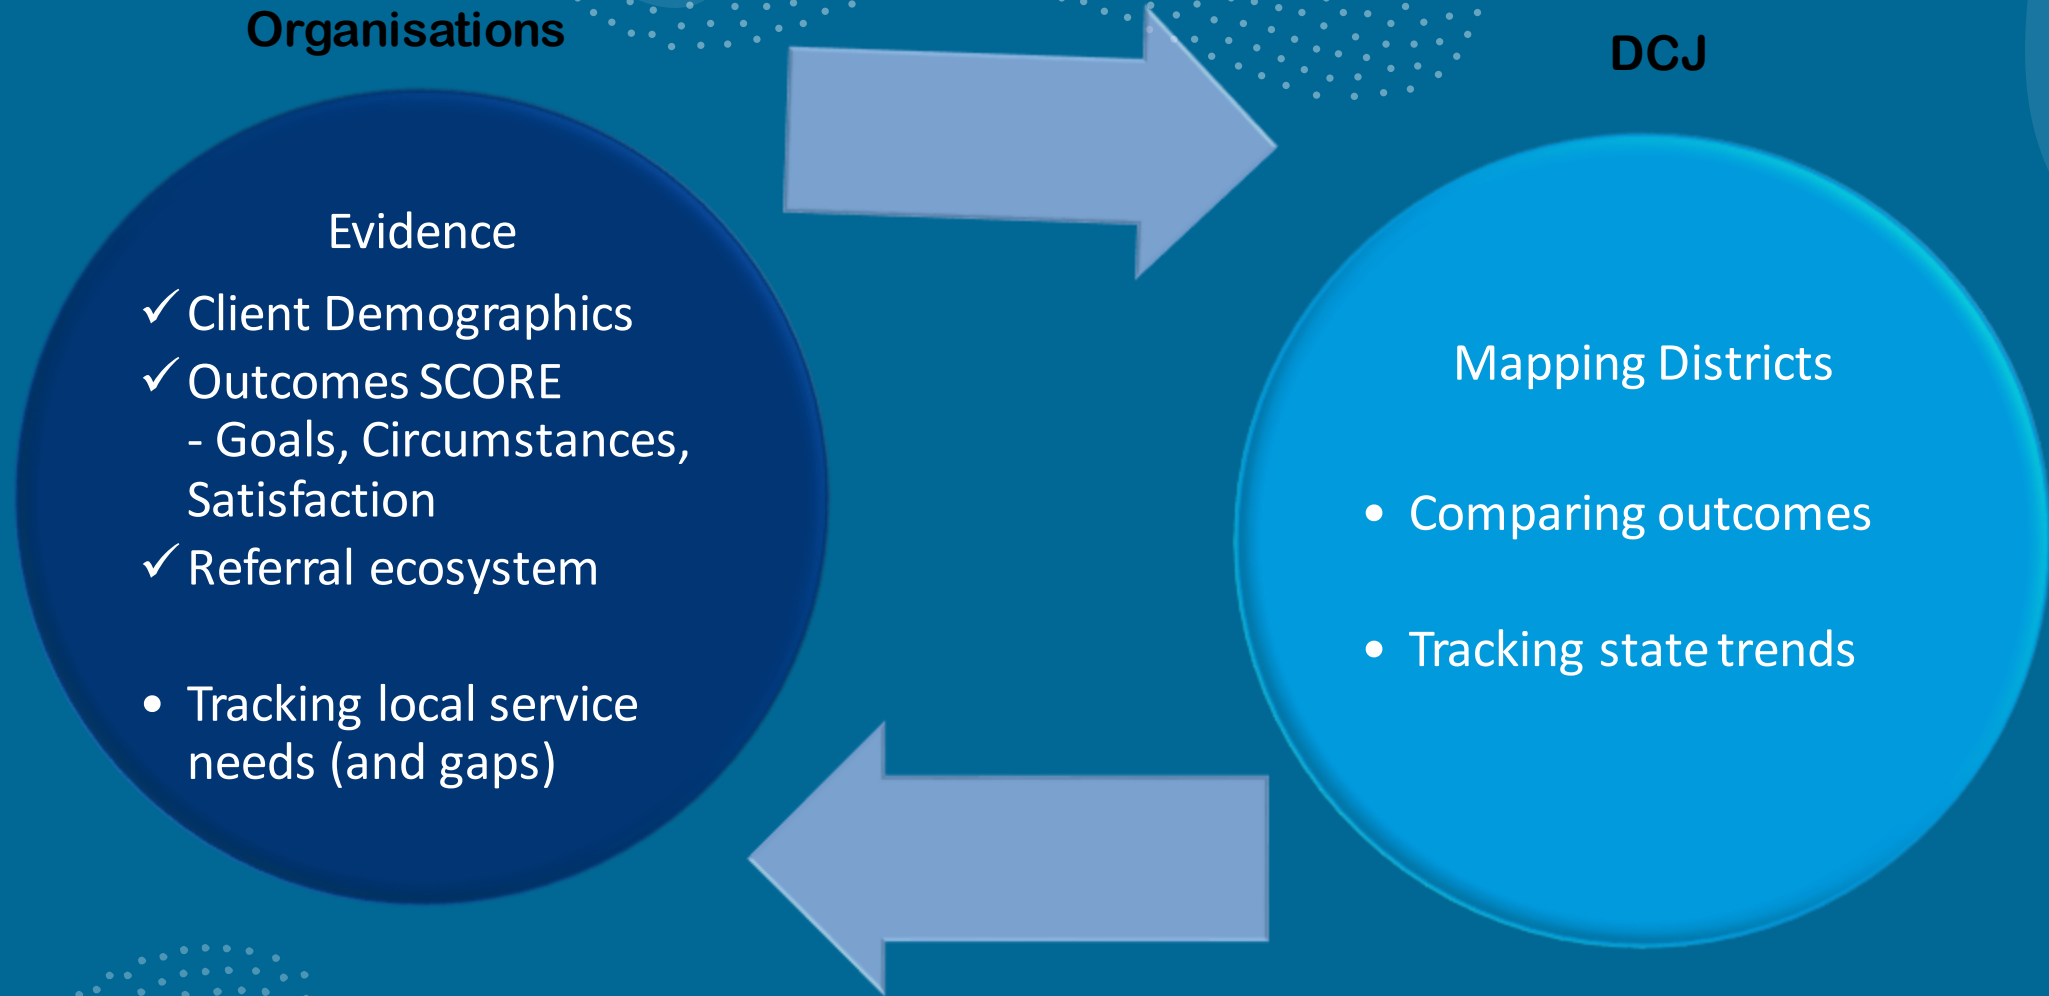 Organisations
Evidence
✓ Client Demographics
✓ Outcomes SCORE
- Goals, Circumstances,
Satisfaction
✓ Referral ecosystem
• Tracking local service
needs (and gaps)
DCJ
Mapping Districts
• Comparing outcomes
• Tracking state trends